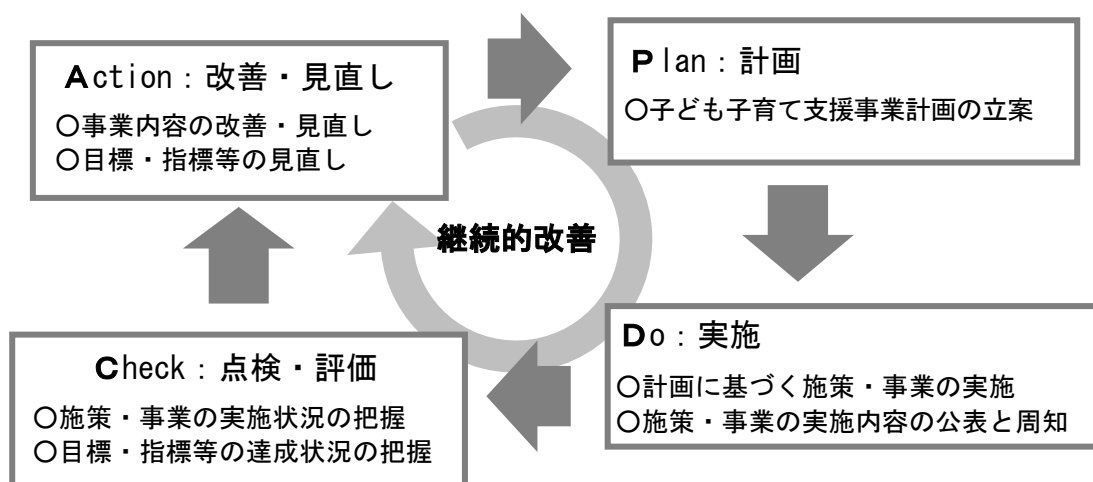 Action：改善・見直し
○事業内容の改善・見直し
○目標・指標等の見直し
Plan：計画
○子ども子育て支援事業計画の立案
継続的改善
Do：実施
○計画に基づく施策・事業の実施
○施策・事業の実施内容の公表と周知
Check：点検・評価
○施策・事業の実施状況の把握
○目標・指標等の達成状況の把握